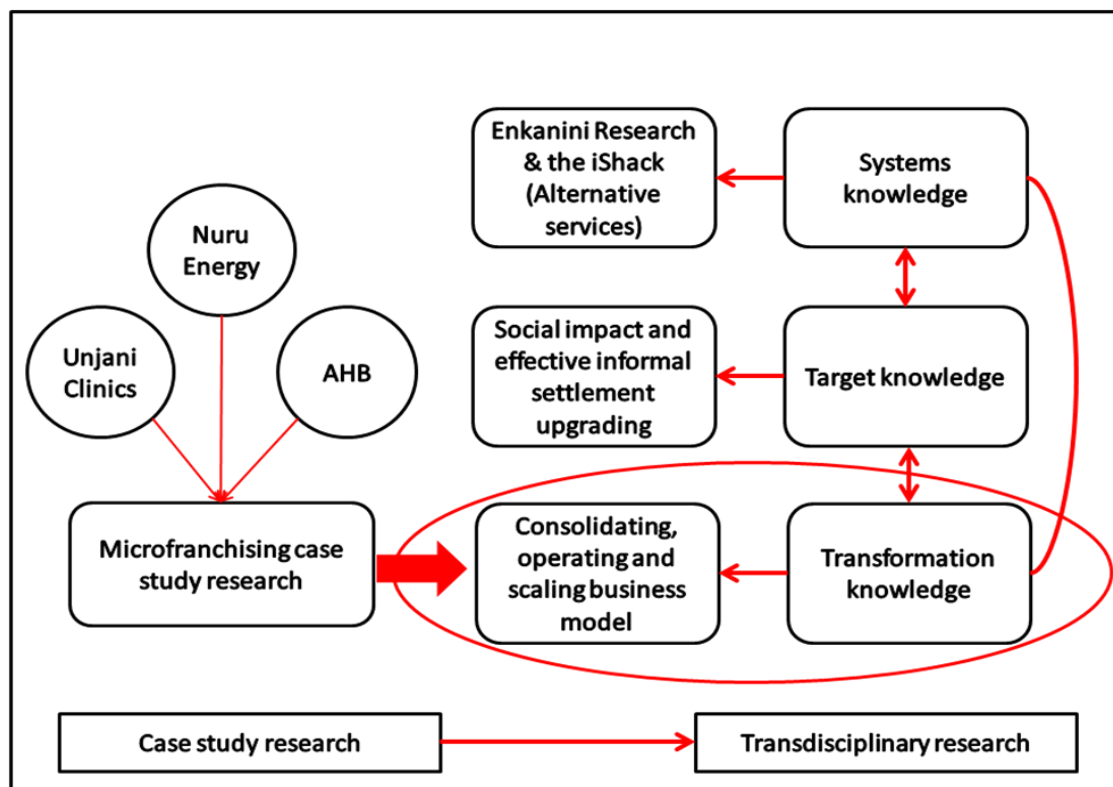 Enkanini Research
& the iShack
(Alternative
services)
Systems
knowledge
Nuru
Energy
Unjani
Clinics
AHB
Social impact and
effective informal
settlement
upgrading
Target knowledge
Microfranchising case
study research
Consolidating,
operating and
scaling business
model
Transformation
knowledge
Case study research
Transdisciplinary research